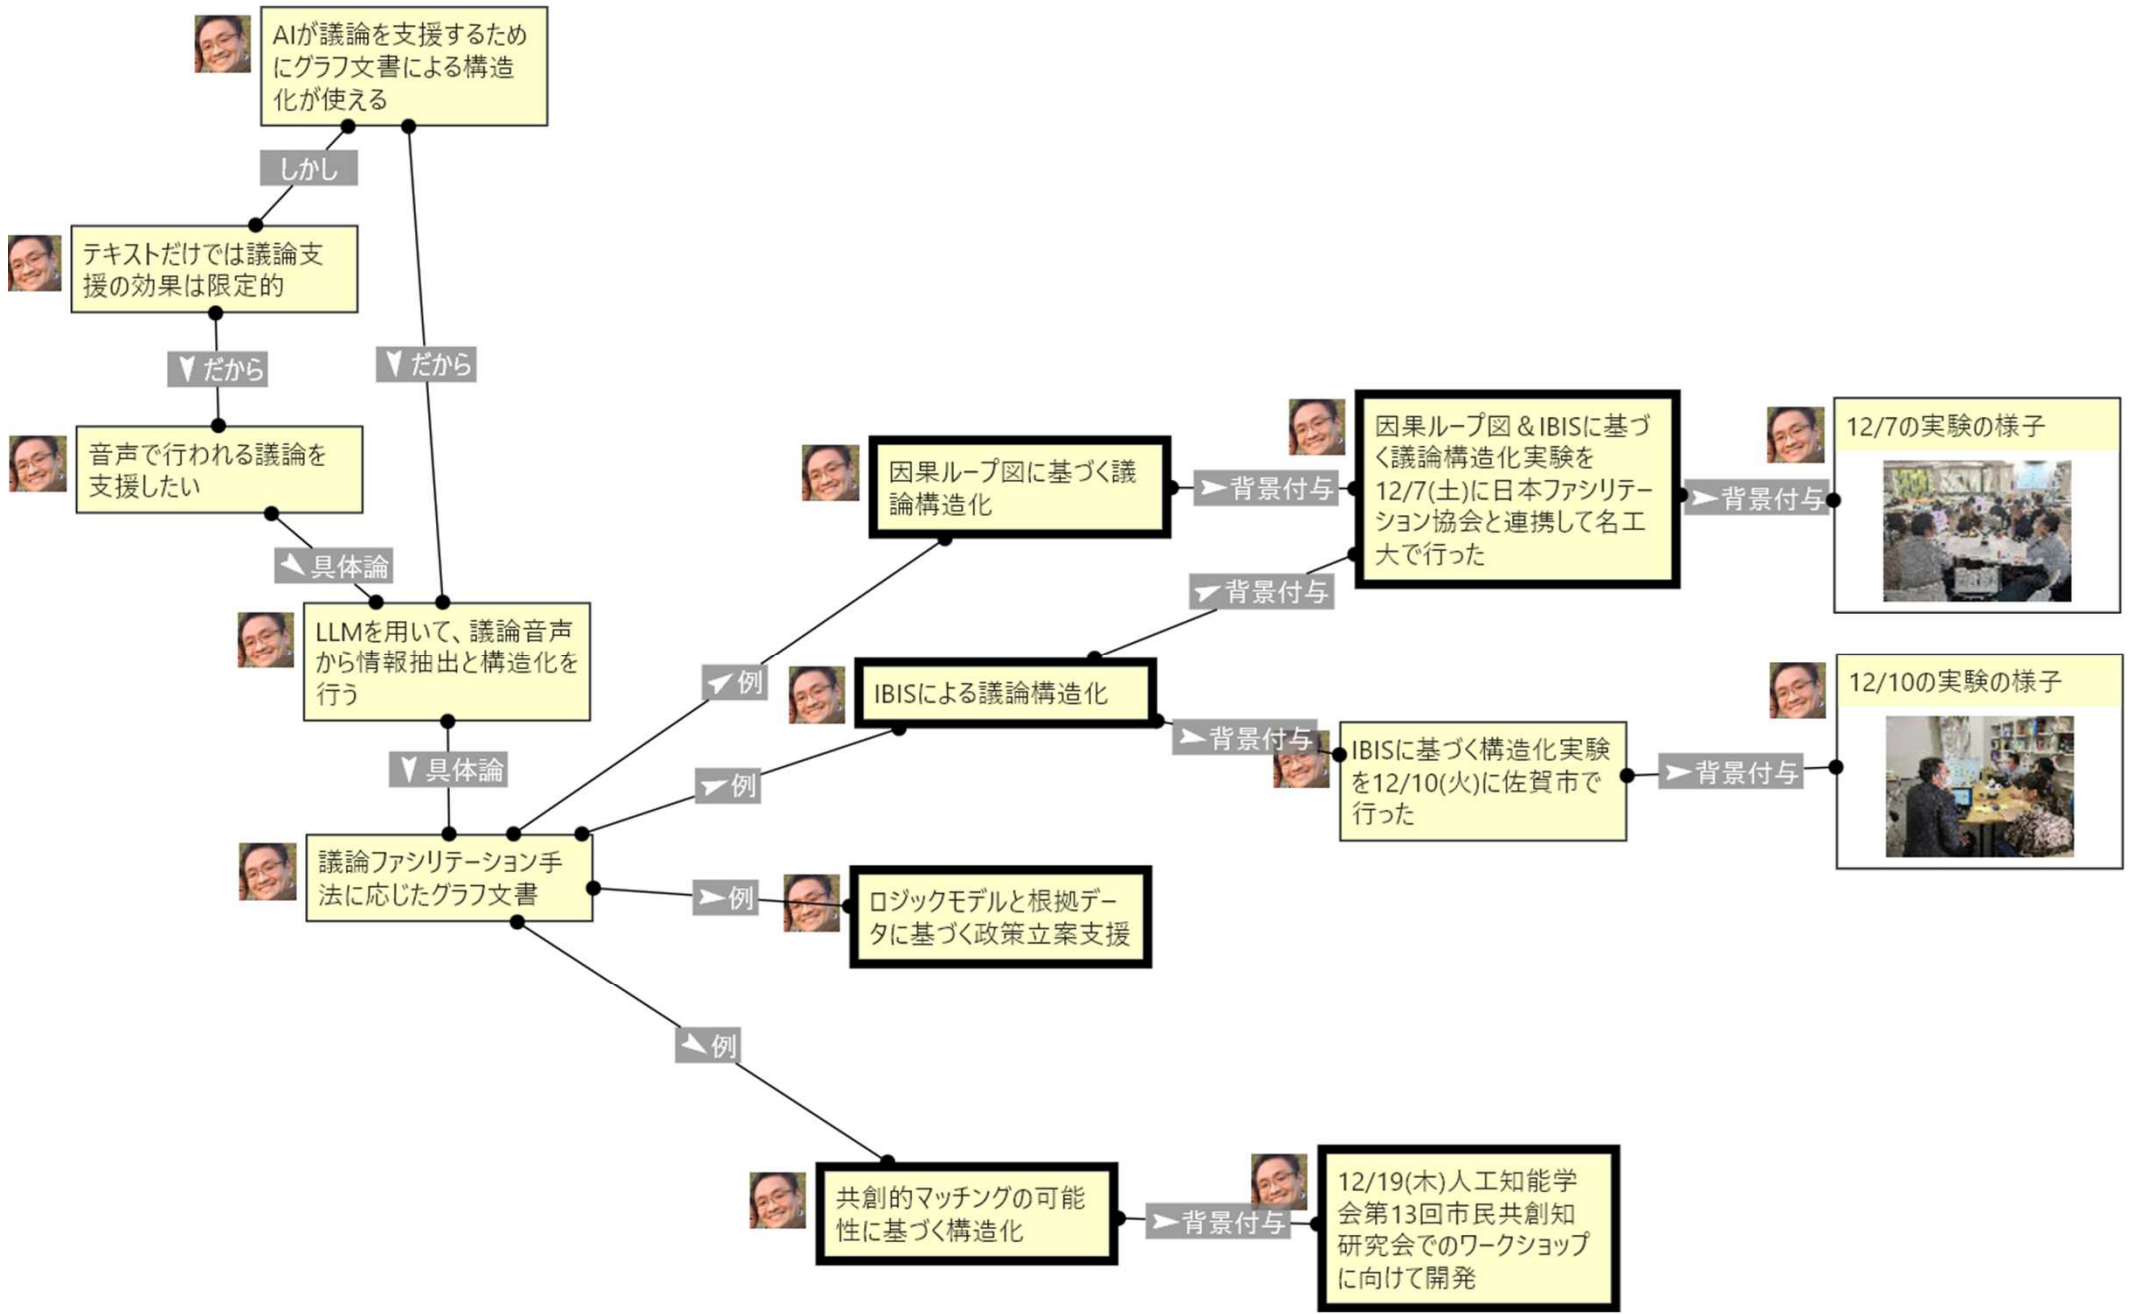 AIが議論を支援するため
にグラフ文書による構造
化が使える
しかし
テキストだけでは議論支
援の効果は限定的
だから
だから
音声で行われる議論を
支援したい
具体論
LLMを用いて、議論音声
から情報抽出と構造化を
行う
具体論
議論ファシリテーション手
法に応じたグラフ文書
例
因果ループ図に基づく議
論構造化
背景付与
因果ループ図&IBISに基づ
く議論構造化実験を
12/7(土)に日本ファシリテー
ション協会と連携して名工
大で行った
背景付与
12/7の実験の様子
背景付与
例
IBISによる議論構造化
背景付与
IBISに基づく構造化実験
を12/10(火)に佐賀市で
行った
背景付与
12/10の実験の様子
例
ロジックモデルと根拠デー
タに基づく政策立案支援
例
共創的マッチングの可能
性に基づく構造化
背景付与
12/19(木)人工知能学
会第13回市民共創知
研究会でのワークショップ
に向けて開発